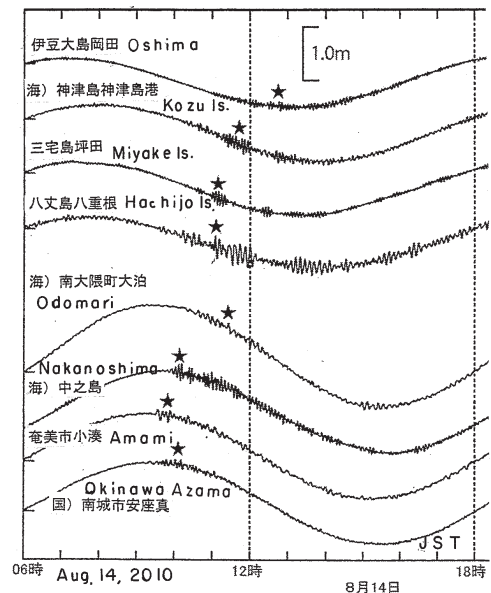 伊豆大島岡田 Oshima
1.0m
海）神津島神津島港
Kozu Is.
三宅島坪田 Miyake Is.
八丈島八重根 Hachijo Is.
海）南大隈町大泊
Odomari
Nakanoshima
海）中之島
奄美市小湊 Amami
Okinawa Azama
国）南城市安座真
JST
06時 Aug. 14, 2010 12時 18時
8月14日